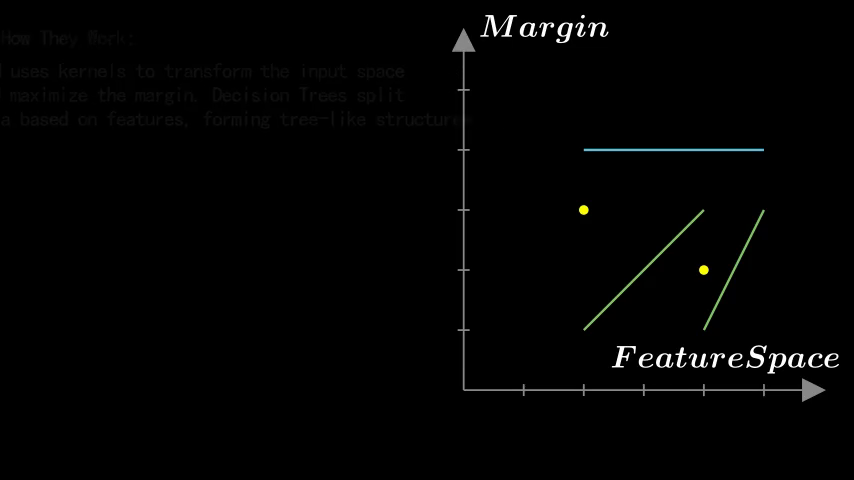 How They Work:
uses kernels to transform the input space
maximize the margin. Decision Trees split
a based on features, forming tree-like structures
Margin
FeatureSpace